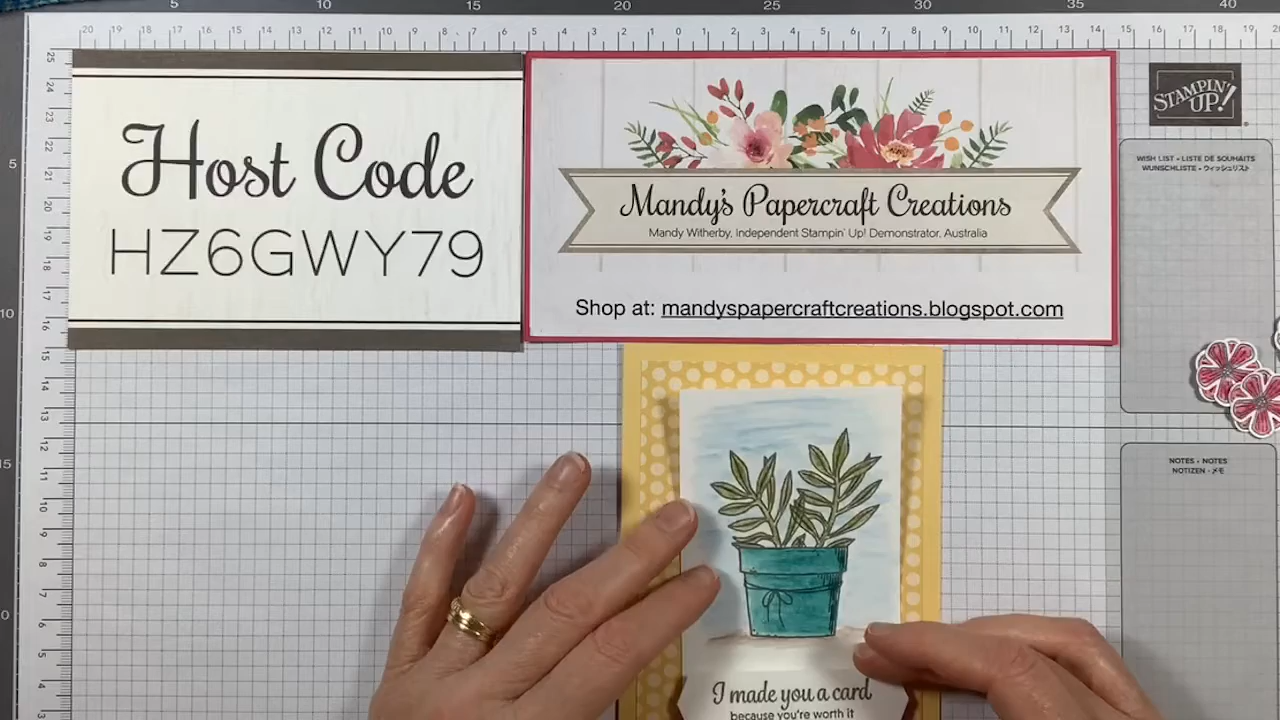 Host Code
HZ6GWY79
Mandy's Papercraft Creations
Mandy Witherby, Independent Stampin' Up! Demonstrator, Australia
Shop at: mandyspapercraftcreations.blogspot.com
STAMPIN' UP!
WISH LIST • LISTE DE SOUHAITS
WUNSCHLISTE • ウィッシュリスト
NOTES • NOTES
NOTIZEN • メモ
I made you a card
because you're worth it